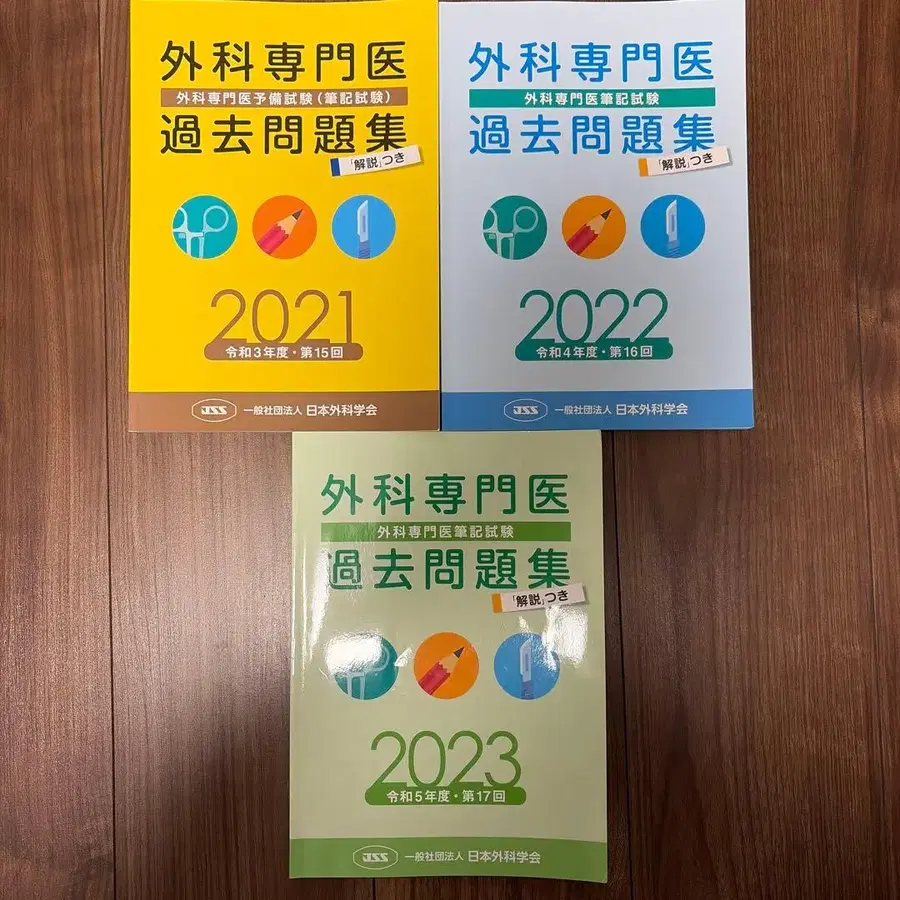 外科専門医
外科専門医予備試験(筆記試験)
過去問題集
「解説」つき
2021
令和3年度・第15回
JSS 一般社団法人 日本外科学会
外科専門医
外科専門医筆記試験
過去問題集
「解説」つき
2022
令和4年度・第16回
JSS 一般社団法人 日本外科学会
外科専門医
外科専門医筆記試験
過去問題集
「解説」つき
2023
令和5年度・第17回
JSS 一般社団法人 日本外科学会